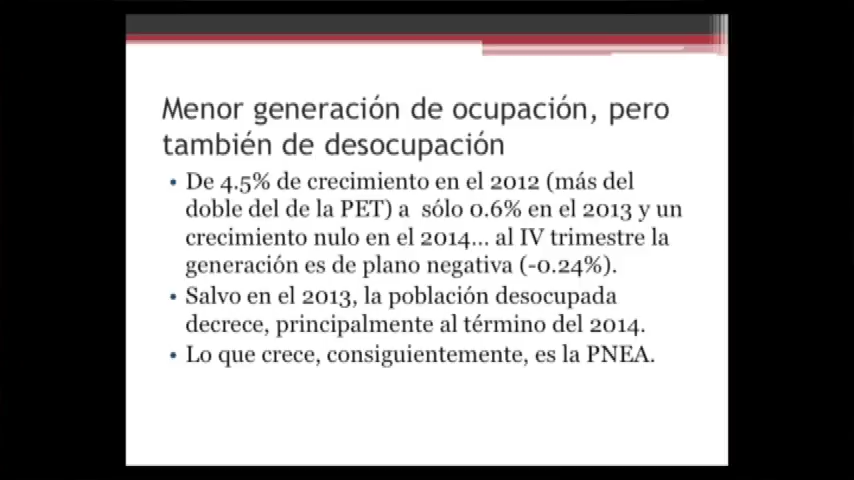 Menor generación de ocupación, pero
también de desocupación
• De 4.5% de crecimiento en el 2012 (más del
doble del de la PET) a sólo 0.6% en el 2013 y un
crecimiento nulo en el 2014... al IV trimestre la
generación es de plano negativa (-0.24%).
• Salvo en el 2013, la población desocupada
decrece, principalmente al término del 2014.
• Lo que crece, consiguientemente, es la PNEA.